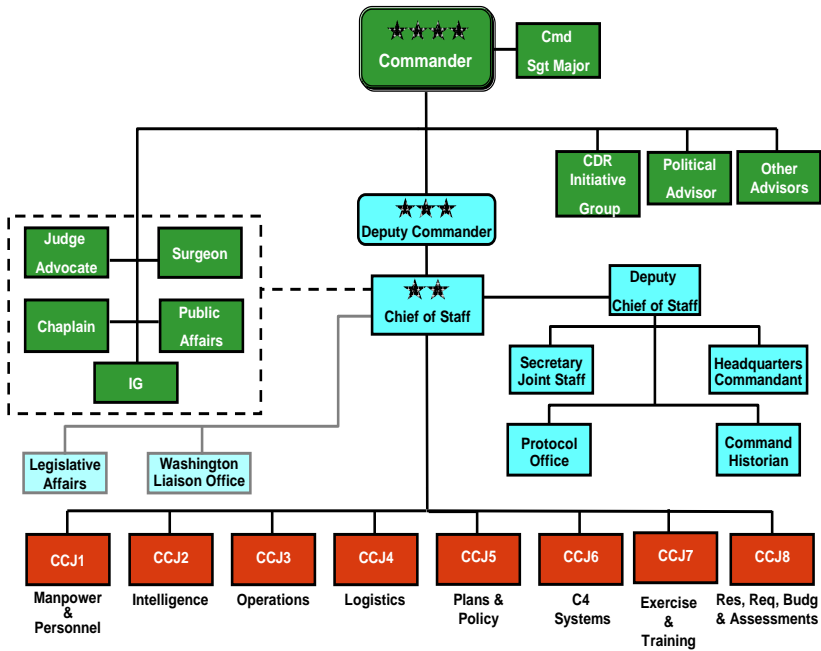 Commander
Cmd
Sgt Major
CDR
Initiative
Group
Political
Advisor
Other
Advisors
Deputy Commander
Judge
Advocate
Surgeon
Chaplain
Public
Affairs
IG
Chief of Staff
Deputy
Chief of Staff
Secretary
Joint Staff
Headquarters
Commandant
Protocol
Office
Command
Historian
Legislative
Affairs
Washington
Liaison Office
CCJ1
Manpower
&
Personnel
CCJ2
Intelligence
CCJ3
Operations
CCJ4
Logistics
CCJ5
Plans &
Policy
CCJ6
C4
Systems
CCJ7
Exercise
&
Training
CCJ8
Res, Req, Budg
& Assessments